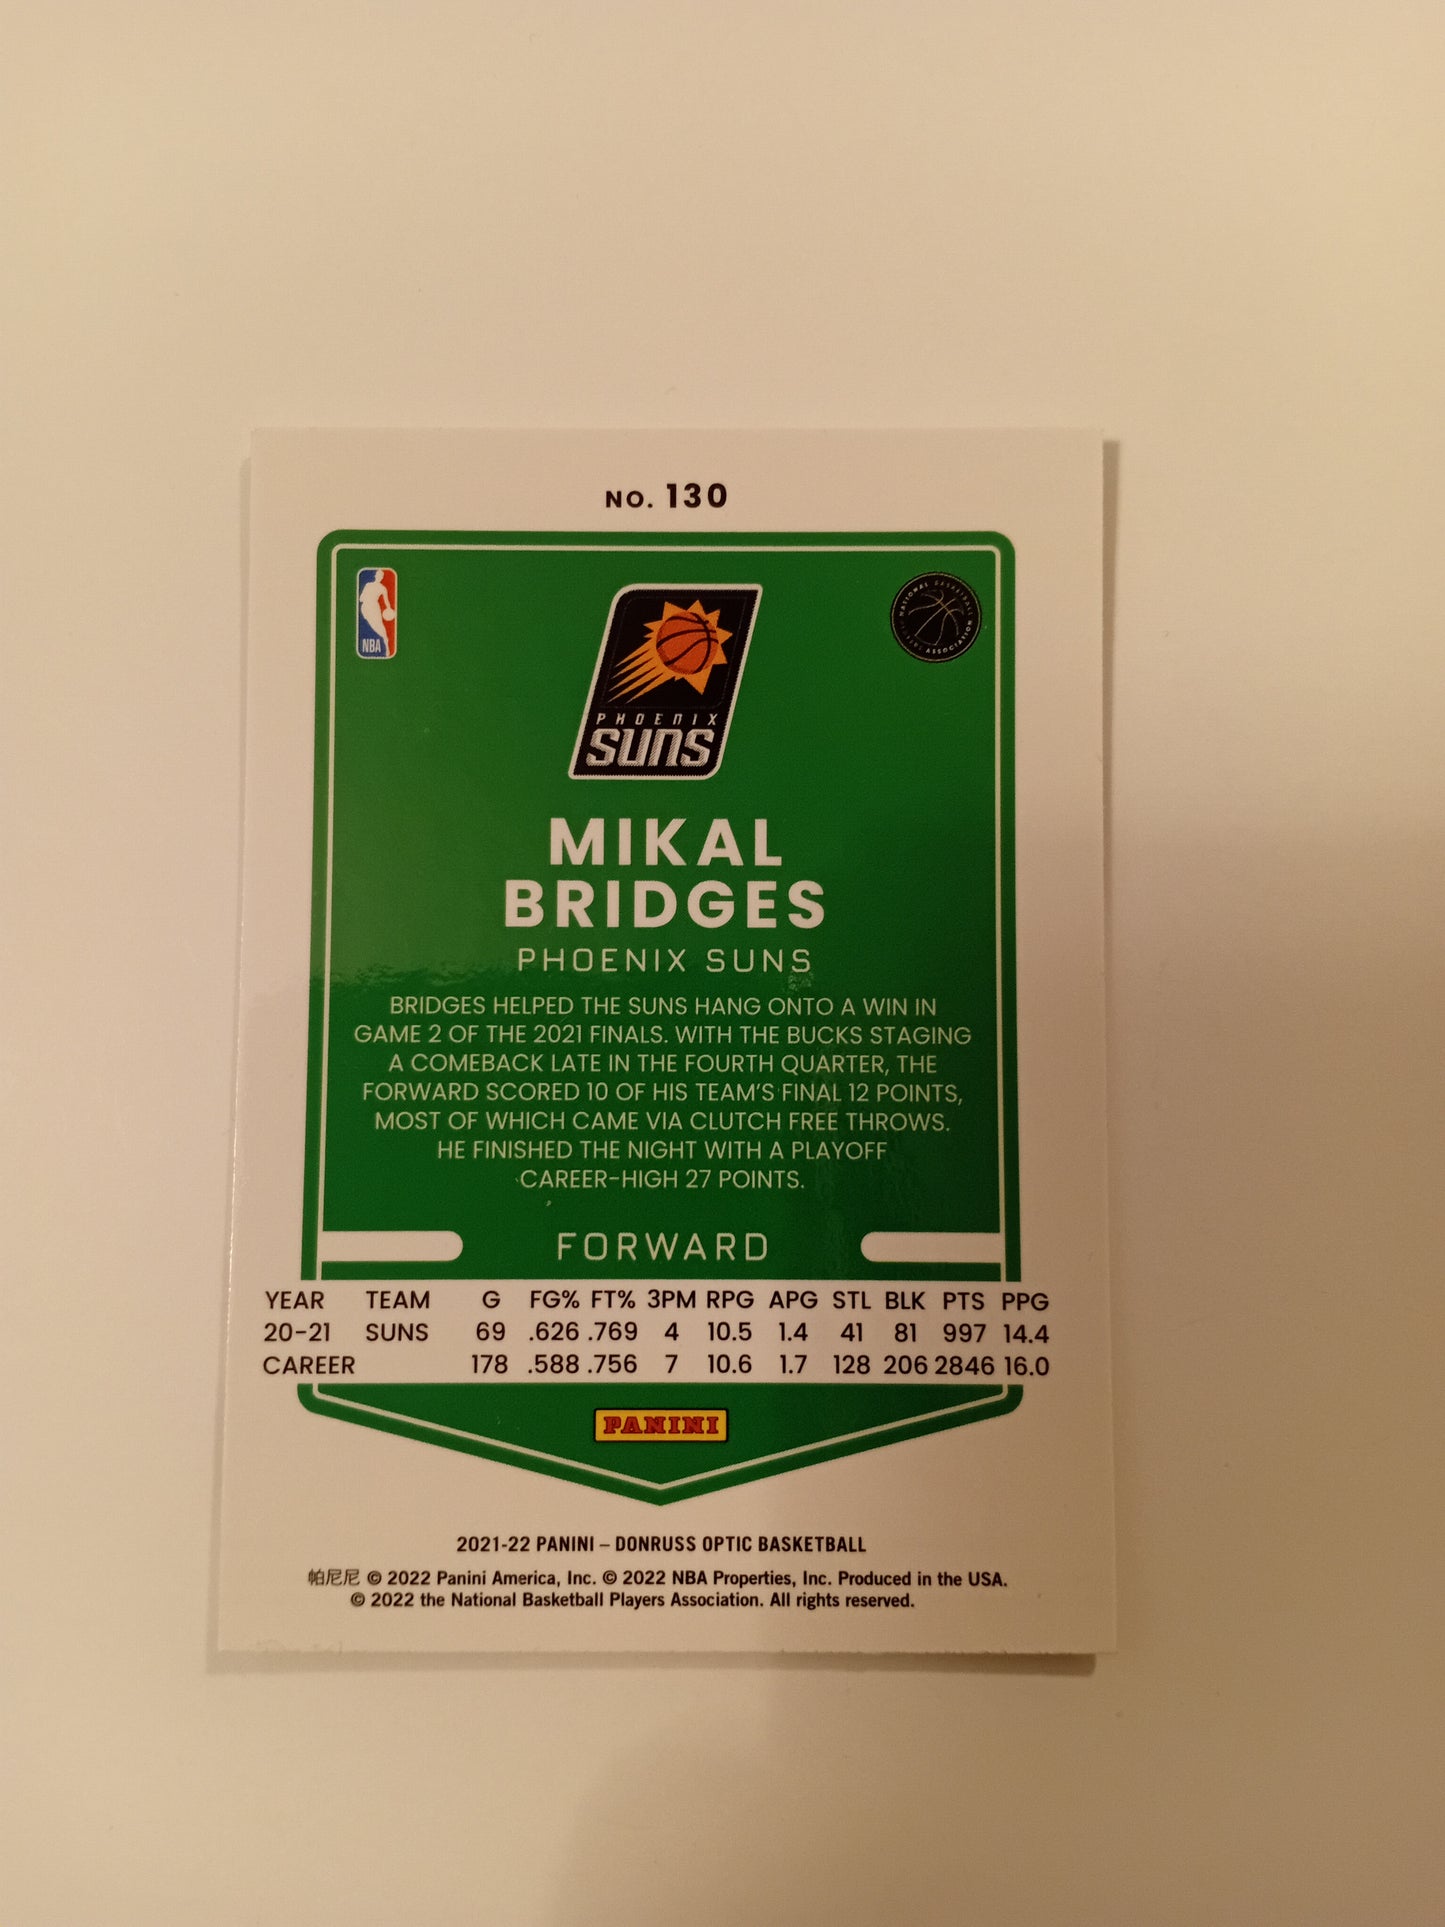 NO. 130
NBA
NATIONAL BASKETBALL PLAYERS ASSOCIATION
PHOENIX
SUNS
MIKAL
BRIDGES
PHOENIX SUNS
BRIDGES HELPED THE SUNS HANG ONTO A WIN IN
GAME 2 OF THE 2021 FINALS. WITH THE BUCKS STAGING
A COMEBACK LATE IN THE FOURTH QUARTER, THE
FORWARD SCORED 10 OF HIS TEAM'S FINAL 12 POINTS,
MOST OF WHICH CAME VIA CLUTCH FREE THROWS.
HE FINISHED THE NIGHT WITH A PLAYOFF
CAREER-HIGH 27 POINTS.
FORWARD
YEAR TEAM G FG% FT% 3PM RPG APG STL BLK PTS PPG
20-21 SUNS 69 .626 .769 4 10.5 1.4 41 81 997 14.4
CAREER 178 .588 .756 7 10.6 1.7 128 206 2846 16.0
PANINI
2021-22 PANINI – DONRUSS OPTIC BASKETBALL
帕尼尼 © 2022 Panini America, Inc. © 2022 NBA Properties, Inc. Produced in the USA.
© 2022 the National Basketball Players Association. All rights reserved.